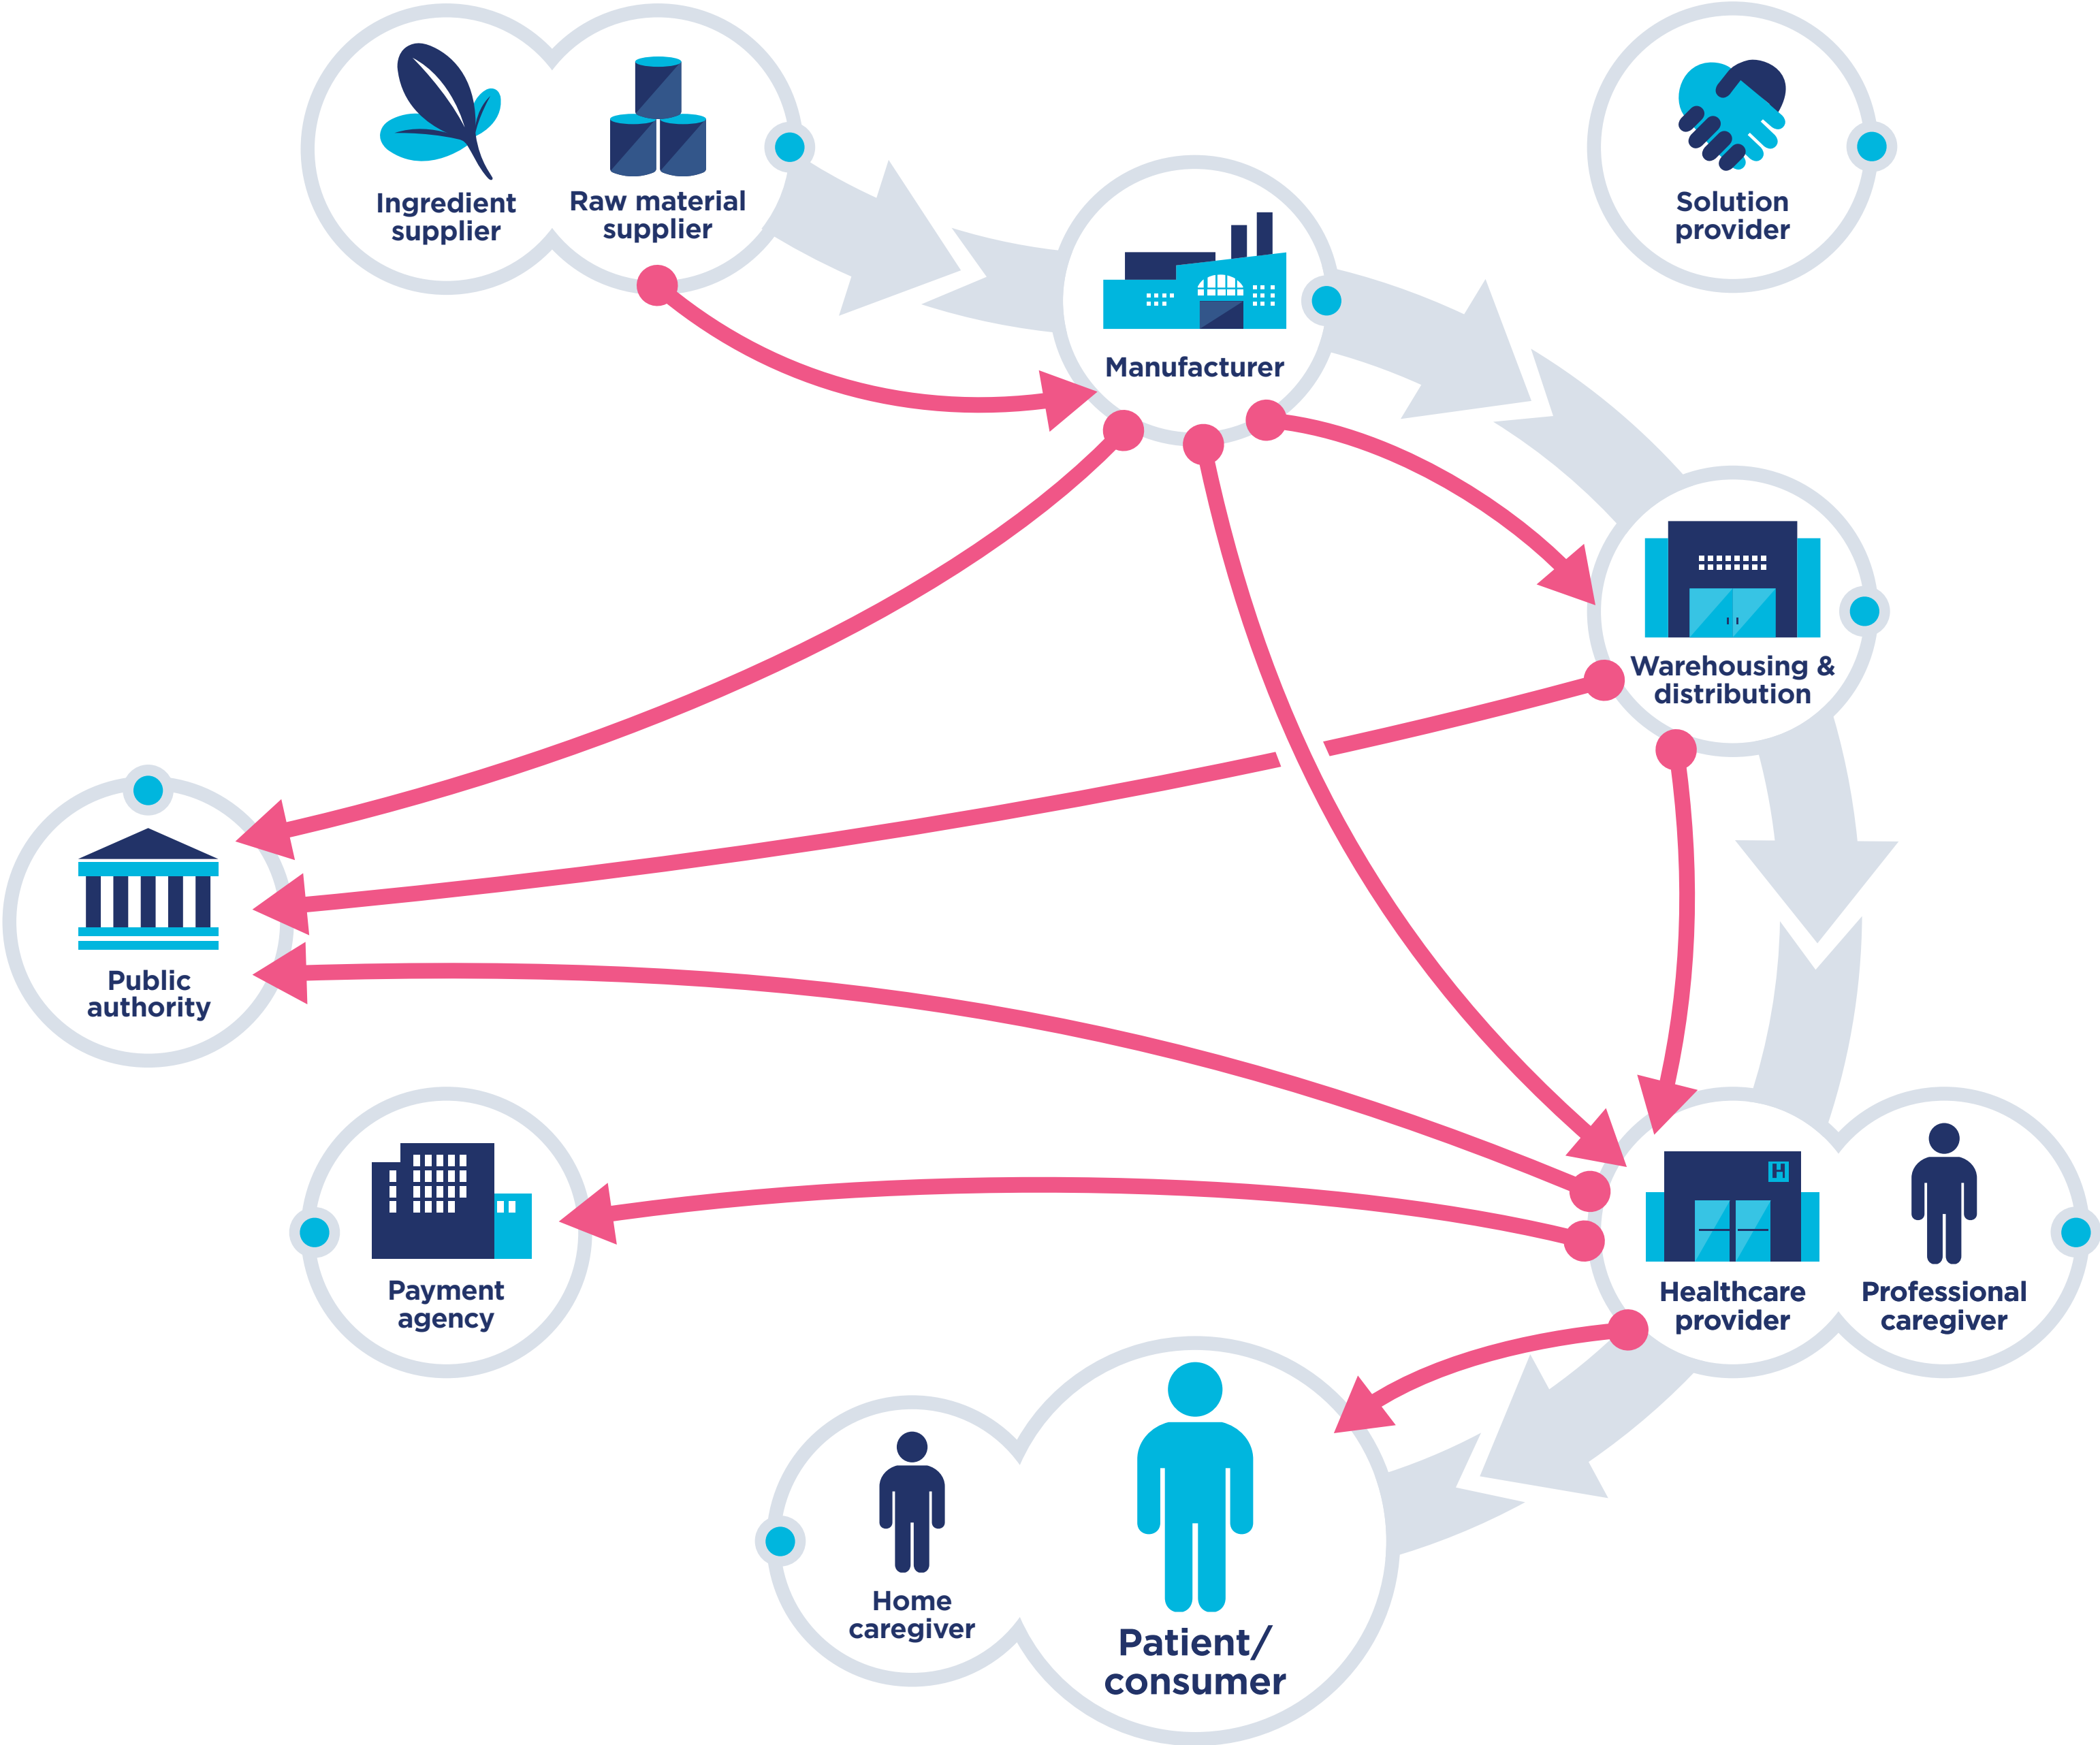 Ingredient
supplier
Raw material
supplier
Solution
provider
Manufacturer
Warehousing &
distribution
Public
authority
H
Payment
agency
Healthcare
provider
Professional
caregiver
Home
caregiver
Patient/
consumer